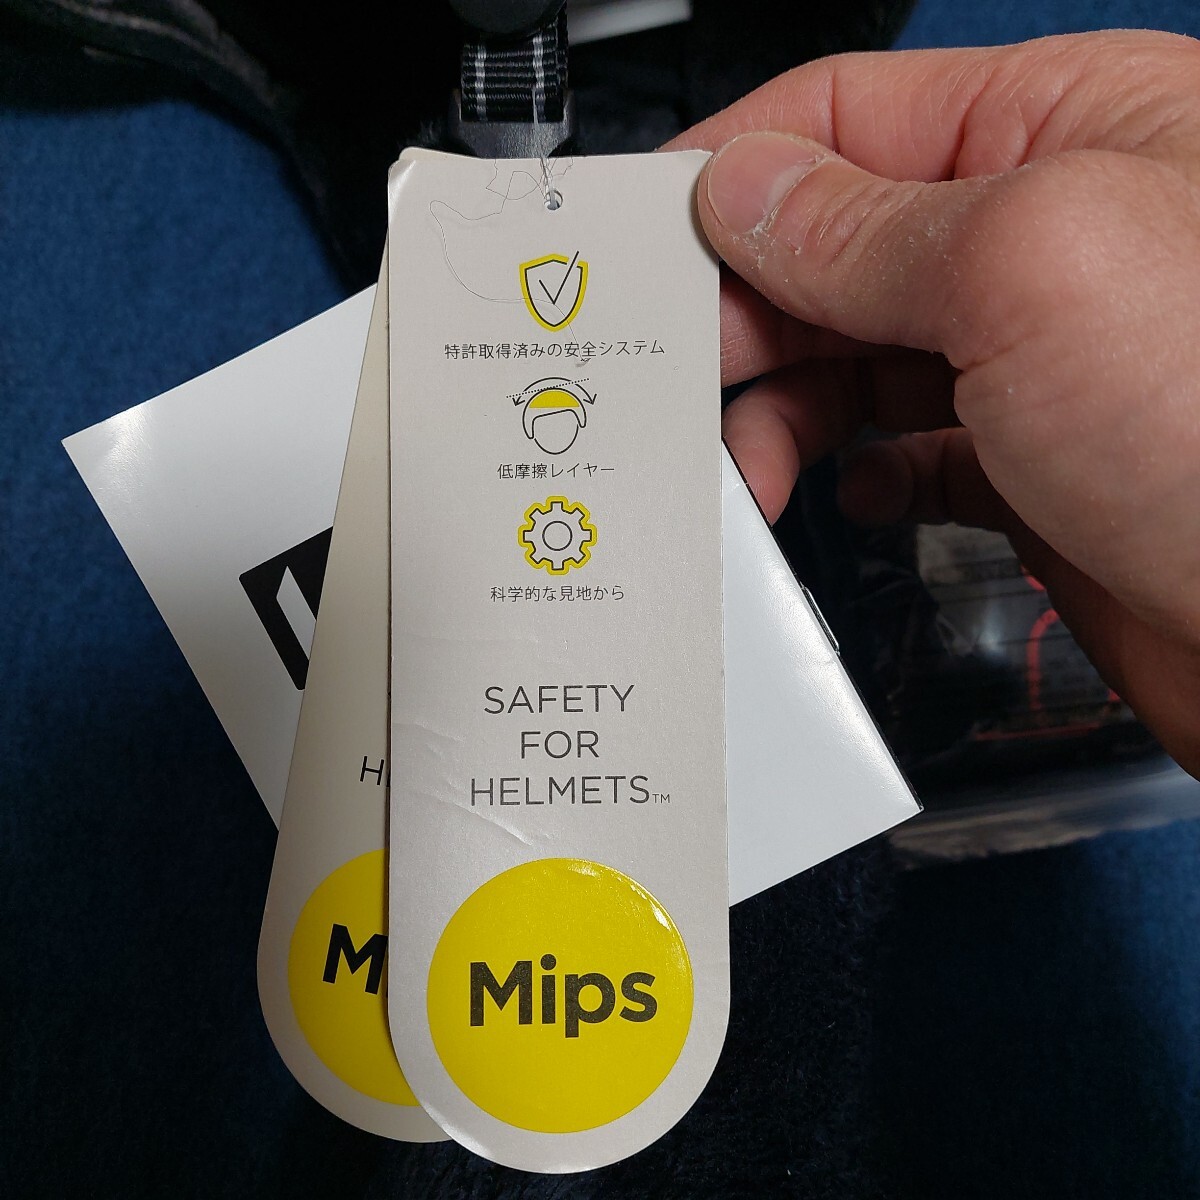 特許取得済みの安全システム
低摩擦レイヤー
科学的な見地から
SAFETY
FOR
HELMETS™
Mips
H
M